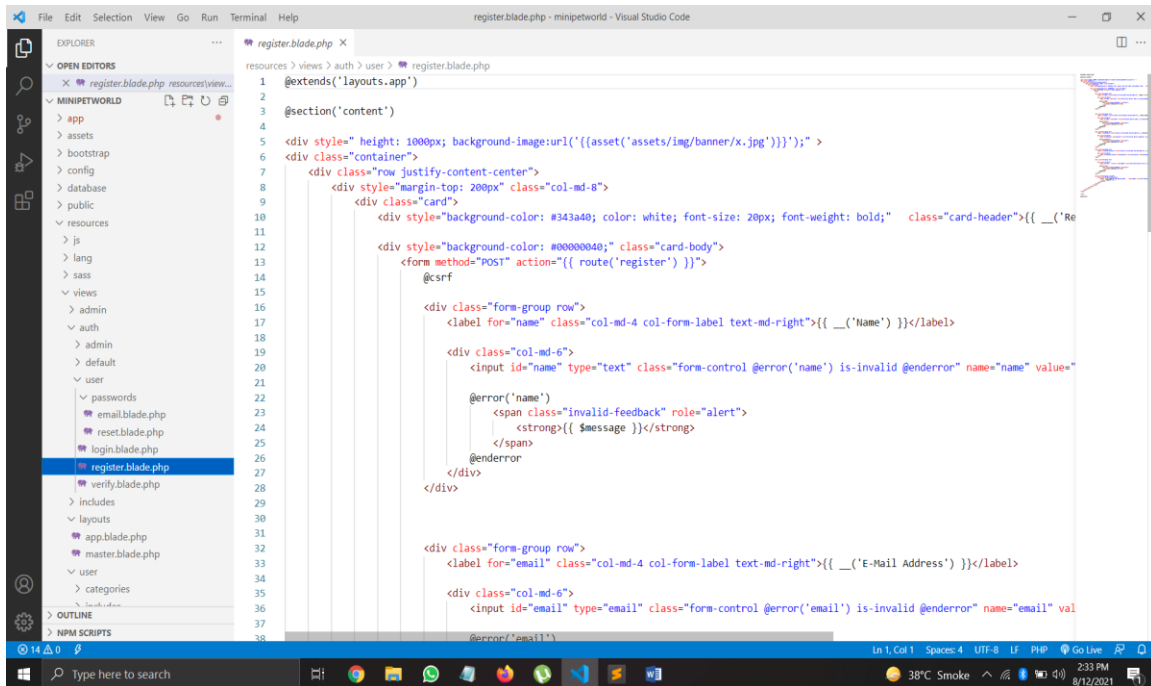 File Edit Selection View Go Run Terminal Help register.blade.php - minipetworld - Visual Studio Code
EXPLORER
OPEN EDITORS
register.blade.php resources\view...
MINIPETWORLD
app
assets
bootstrap
config
database
public
resources
js
lang
sass
views
admin
auth
admin
default
user
passwords
email.blade.php
reset.blade.php
login.blade.php
register.blade.php
verify.blade.php
includes
layouts
app.blade.php
master.blade.php
user
categories
includes
OUTLINE
NPM SCRIPTS
register.blade.php
resources > views > auth > user > register.blade.php
1 @extends('layouts.app')
2
3 @section('content')
4
5 <div style=" height: 1000px; background-image:url('{{asset('assets/img/banner/x.jpg')}}');" >
6 <div class="container">
7 <div class="row justify-content-center">
8 <div style="margin-top: 200px" class="col-md-8">
9 <div class="card">
10 <div style="background-color: #343a40; color: white; font-size: 20px; font-weight: bold;" class="card-header">{{ __('Re
11
12 <div style="background-color: #00000040;" class="card-body">
13 <form method="POST" action="{{ route('register') }}">
14 @csrf
15
16 <div class="form-group row">
17 <label for="name" class="col-md-4 col-form-label text-md-right">{{ __('Name') }}</label>
18
19 <div class="col-md-6">
20 <input id="name" type="text" class="form-control @error('name') is-invalid @enderror" name="name" value="
21
22 @error('name')
23 <span class="invalid-feedback" role="alert">
24 <strong>{{ $message }}</strong>
25 </span>
26 @enderror
27 </div>
28 </div>
29
30
31
32 <div class="form-group row">
33 <label for="email" class="col-md-4 col-form-label text-md-right">{{ __('E-Mail Address') }}</label>
34
35 <div class="col-md-6">
36 <input id="email" type="email" class="form-control @error('email') is-invalid @enderror" name="email" val
37
38 @error('email')
14 0 Ln 1, Col 1 Spaces: 4 UTF-8 LF PHP Go Live
Type here to search 38°C Smoke 2:33 PM
8/12/2021